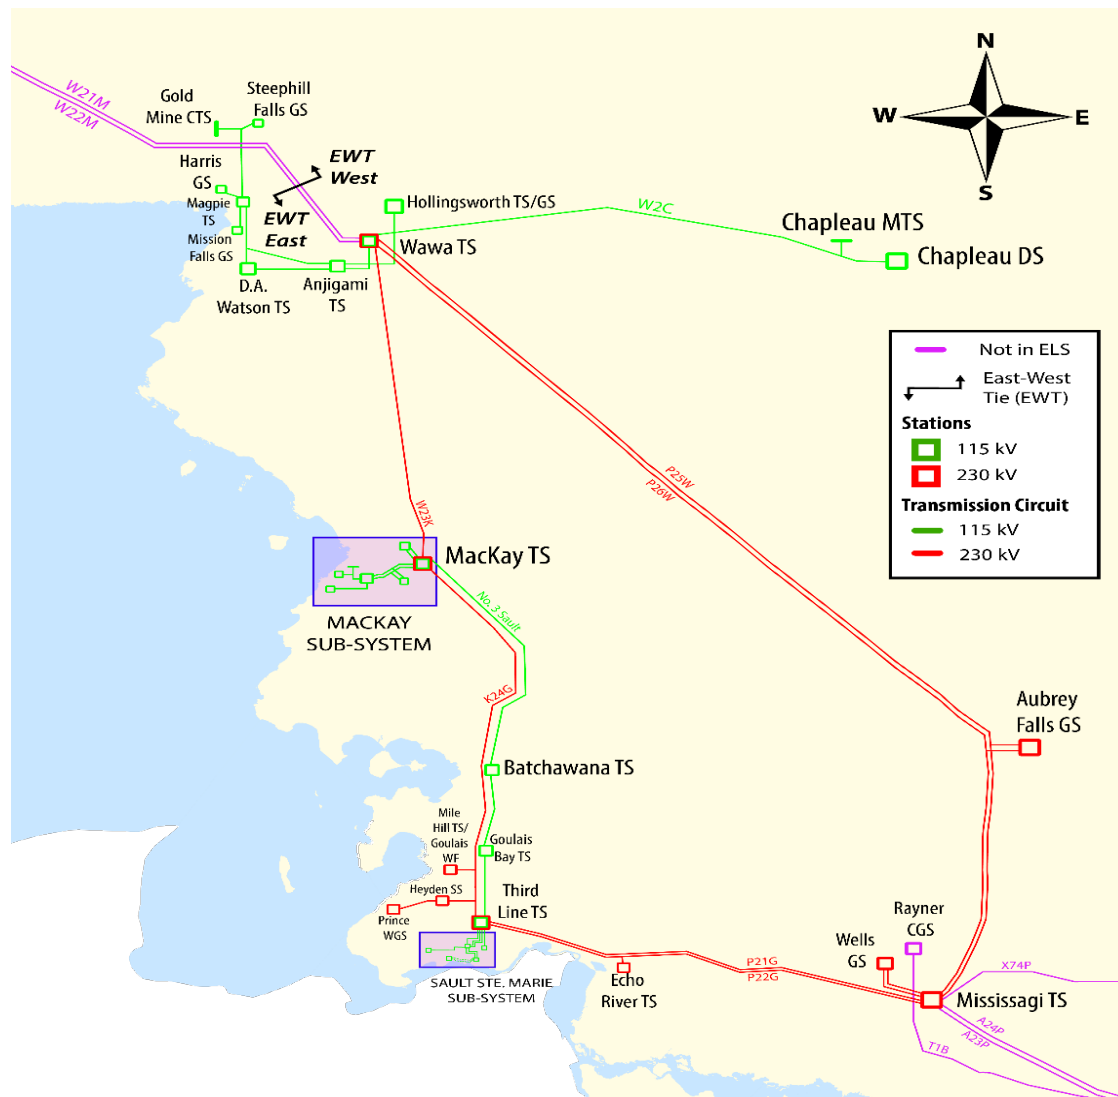 N
W
E
S
W21M
W22M
Gold
Mine CTS
Steephill
Falls GS
Harris
GS
Magpie
TS
Mission
Falls GS
EWT
West
EWT
East
Hollingsworth TS/GS
Wawa TS
D.A.
Watson TS
Anjigami
TS
W2C
Chapleau MTS
Chapleau DS
Not in ELS
East-West
Tie (EWT)
Stations
115 kV
230 kV
Transmission Circuit
115 kV
230 kV
P25W
P26W
W23K
MacKay TS
MACKAY
SUB-SYSTEM
No. 3 Sault
K24G
Aubrey
Falls GS
Batchawana TS
Mile
Hill TS/
Goulais
WF
Goulais
Bay TS
Heyden SS
Prince
WGS
Third
Line TS
SAULT STE. MARIE
SUB-SYSTEM
Echo
River TS
P21G
P22G
Wells
GS
Rayner
CGS
X74P
Mississagi TS
A24P
A23P
T1B